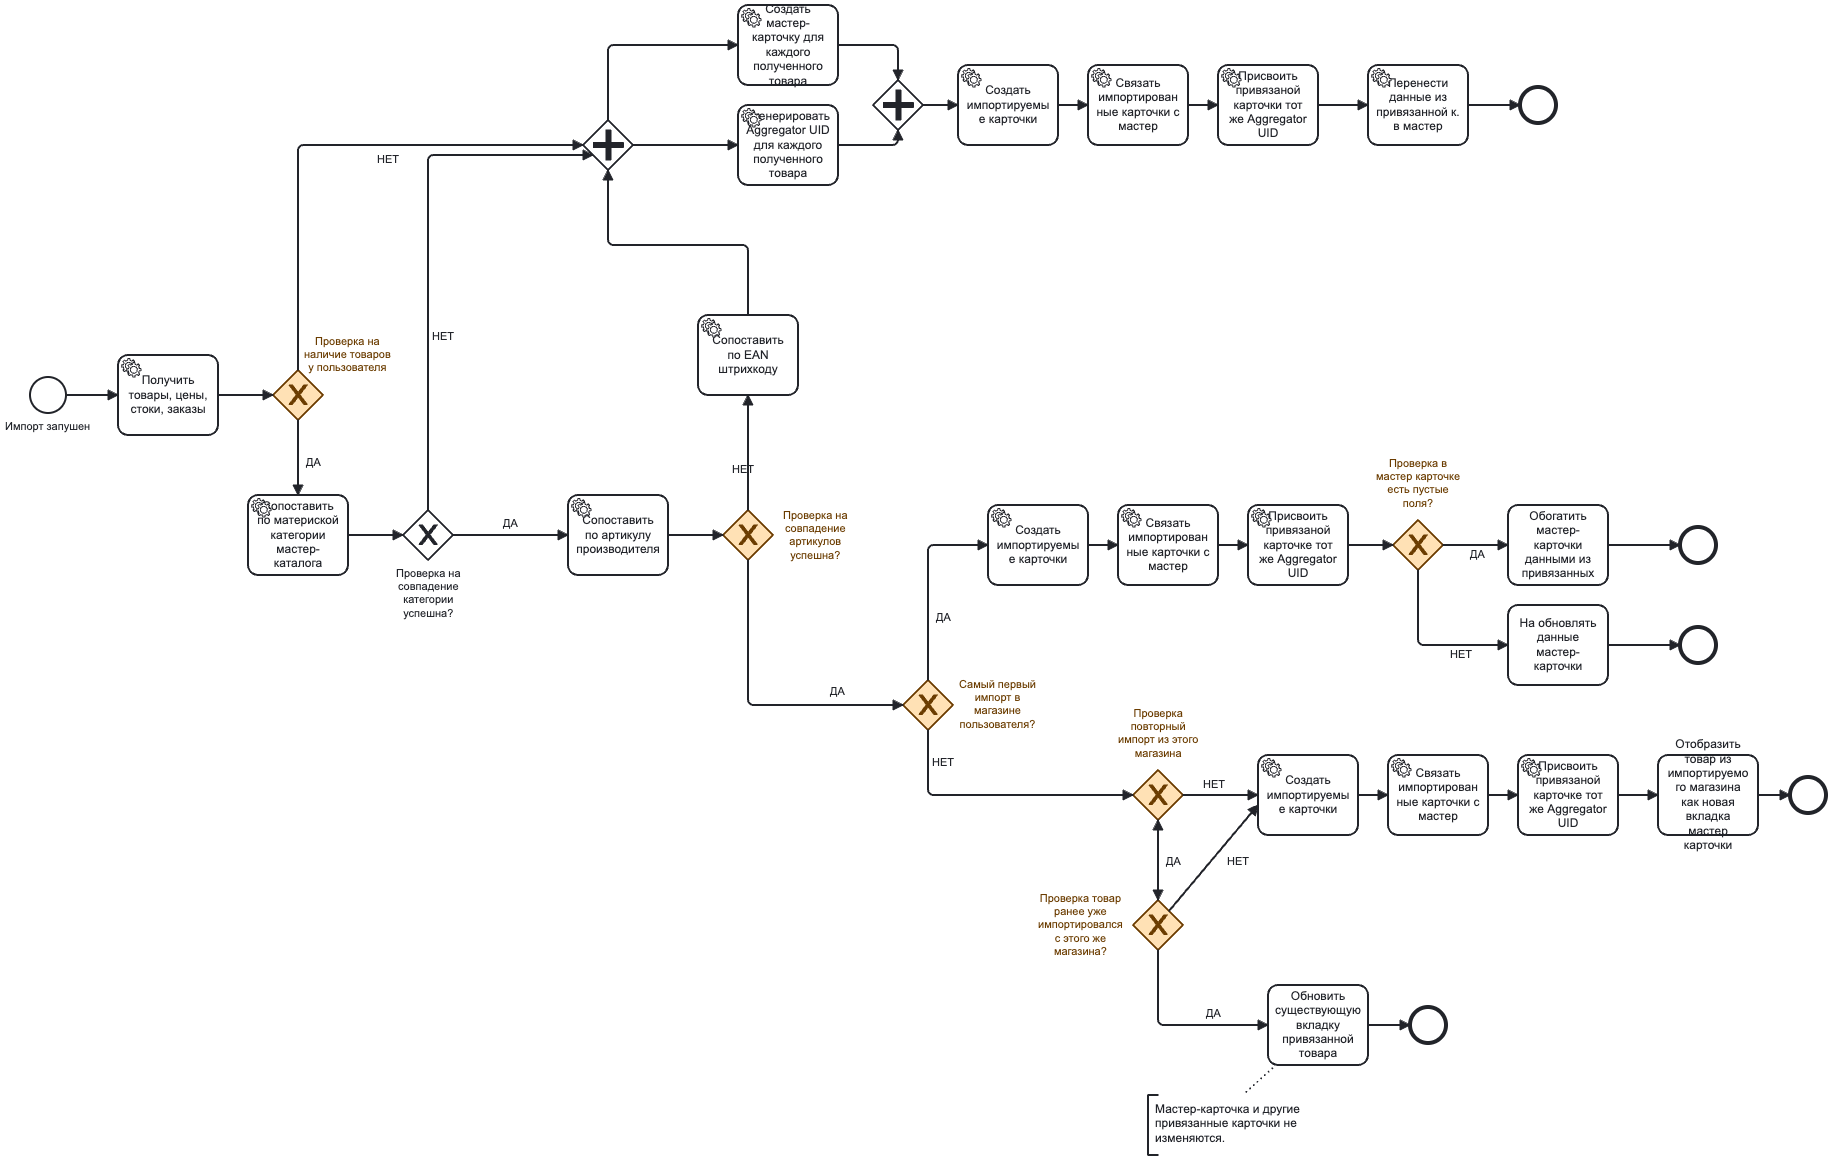 Создать
мастер-
карточку для
каждого
полученного
товара
енерировать
Aggregator UID
для каждого
полученного
товара
Создать
импортируемы
е карточки
Связать
импортирован
ные карточки с
мастер
Присвоить
привязаной
карточки тот
же Aggregator
UID
Перенести
данные из
привязанной к.
в мастер
НЕТ
НЕТ
Сопоставить
по EAN
штрихкоду
Проверка на
наличие товаров
у пользователя
Импорт запушен
Получить
товары, цены,
стоки, заказы
ДА
НЕТ
опоставить
по материской
категории
мастер-
каталога
Проверка на
совпадение
категории
успешна?
ДА
Сопоставить
по артикулу
производителя
Проверка на
совпадение
артикулов
успешна?
ДА
Создать
импортируемы
е карточки
Связать
импортирован
ные карточки с
мастер
Присвоить
привязаной
карточке тот
же Aggregator
UID
Проверка в
мастер карточке
есть пустые
поля?
ДА
Обогатить
мастер-
карточки
данными из
привязанных
НЕТ
На обновлять
данные
мастер-
карточки
ДА
Самый первый
импорт в
магазине
пользователя?
НЕТ
Проверка
повторный
импорт из этого
магазина
НЕТ
Создать
импортируемы
е карточки
Связать
импортирован
ные карточки с
мастер
Присвоить
привязаной
карточке тот
же Aggregator
UID
Отобразить
товар из
импортируемо
го магазина
как новая
вкладка
мастер
карточки
ДА
НЕТ
Проверка товар
ранее уже
импортировался
с этого же
магазина?
ДА
Обновить
существующую
вкладку
привязанной
товара
Мастер-карточка и другие
привязанные карточки не
изменяются.